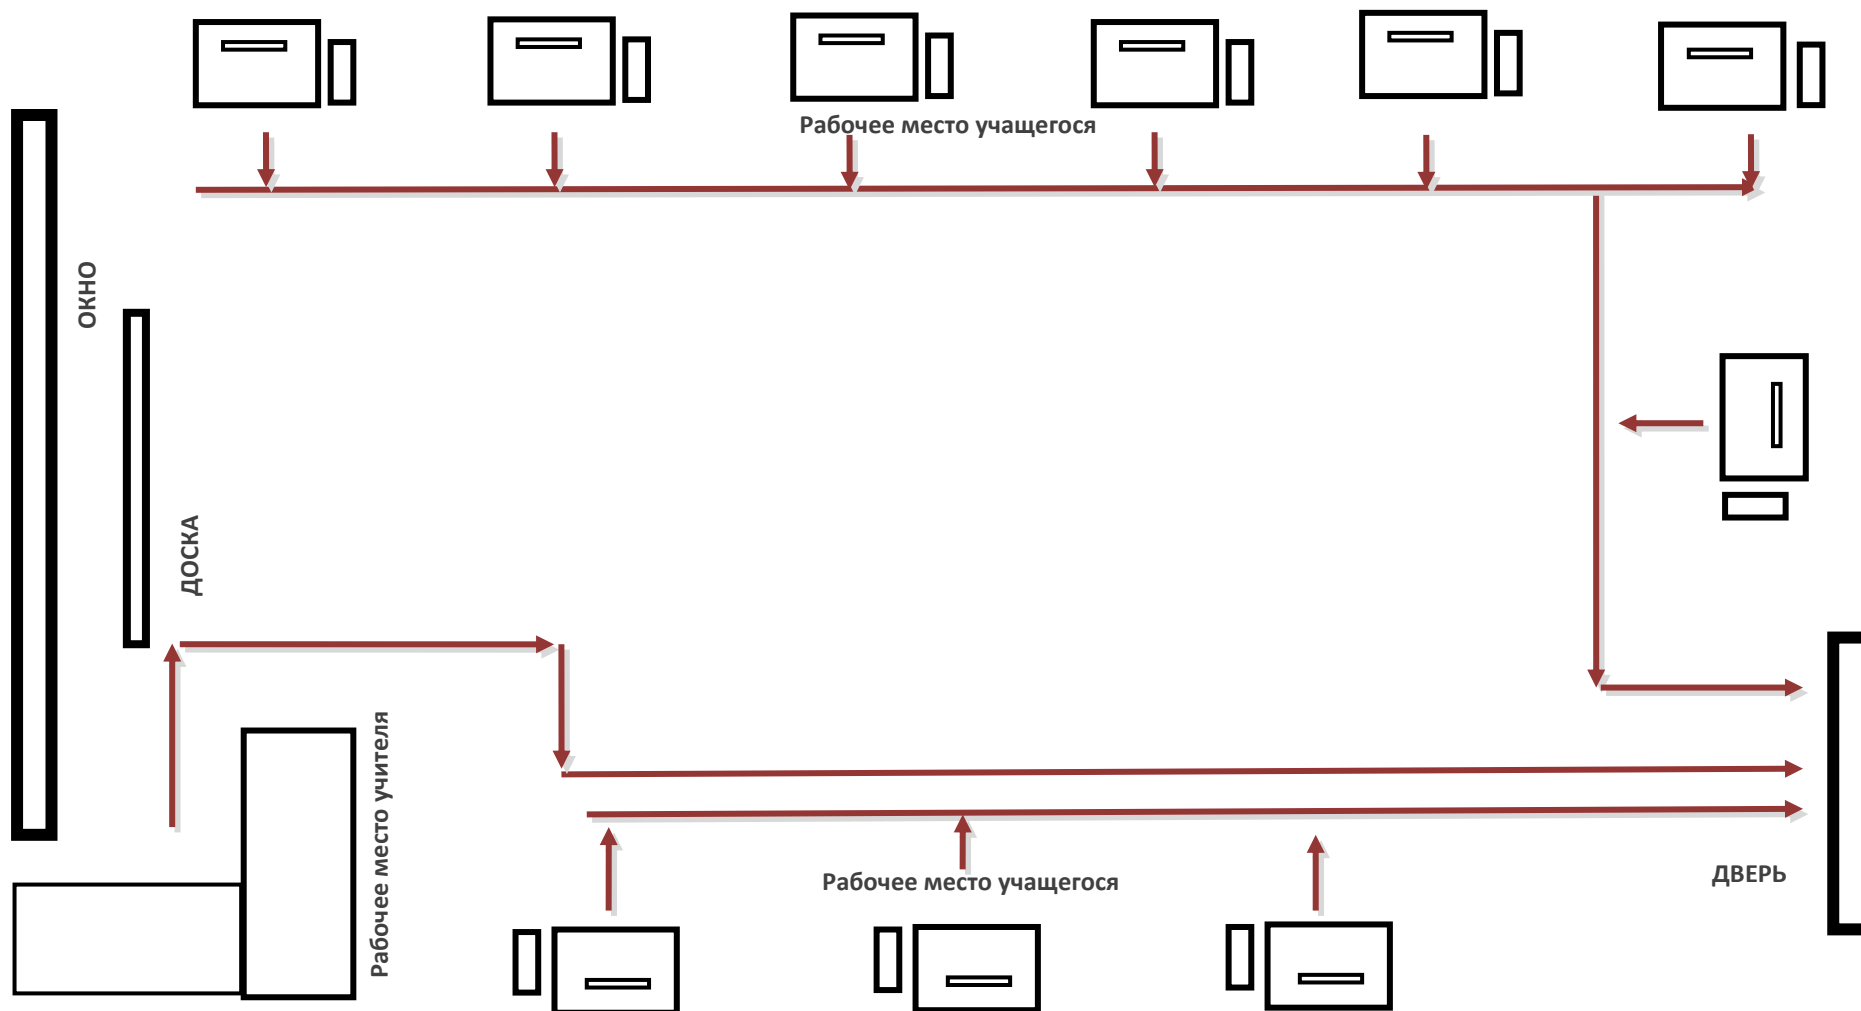 Рабочее место учащегося
ОКНО
ДОСКА
Рабочее место учителя
Рабочее место учащегося
ДВЕРЬ